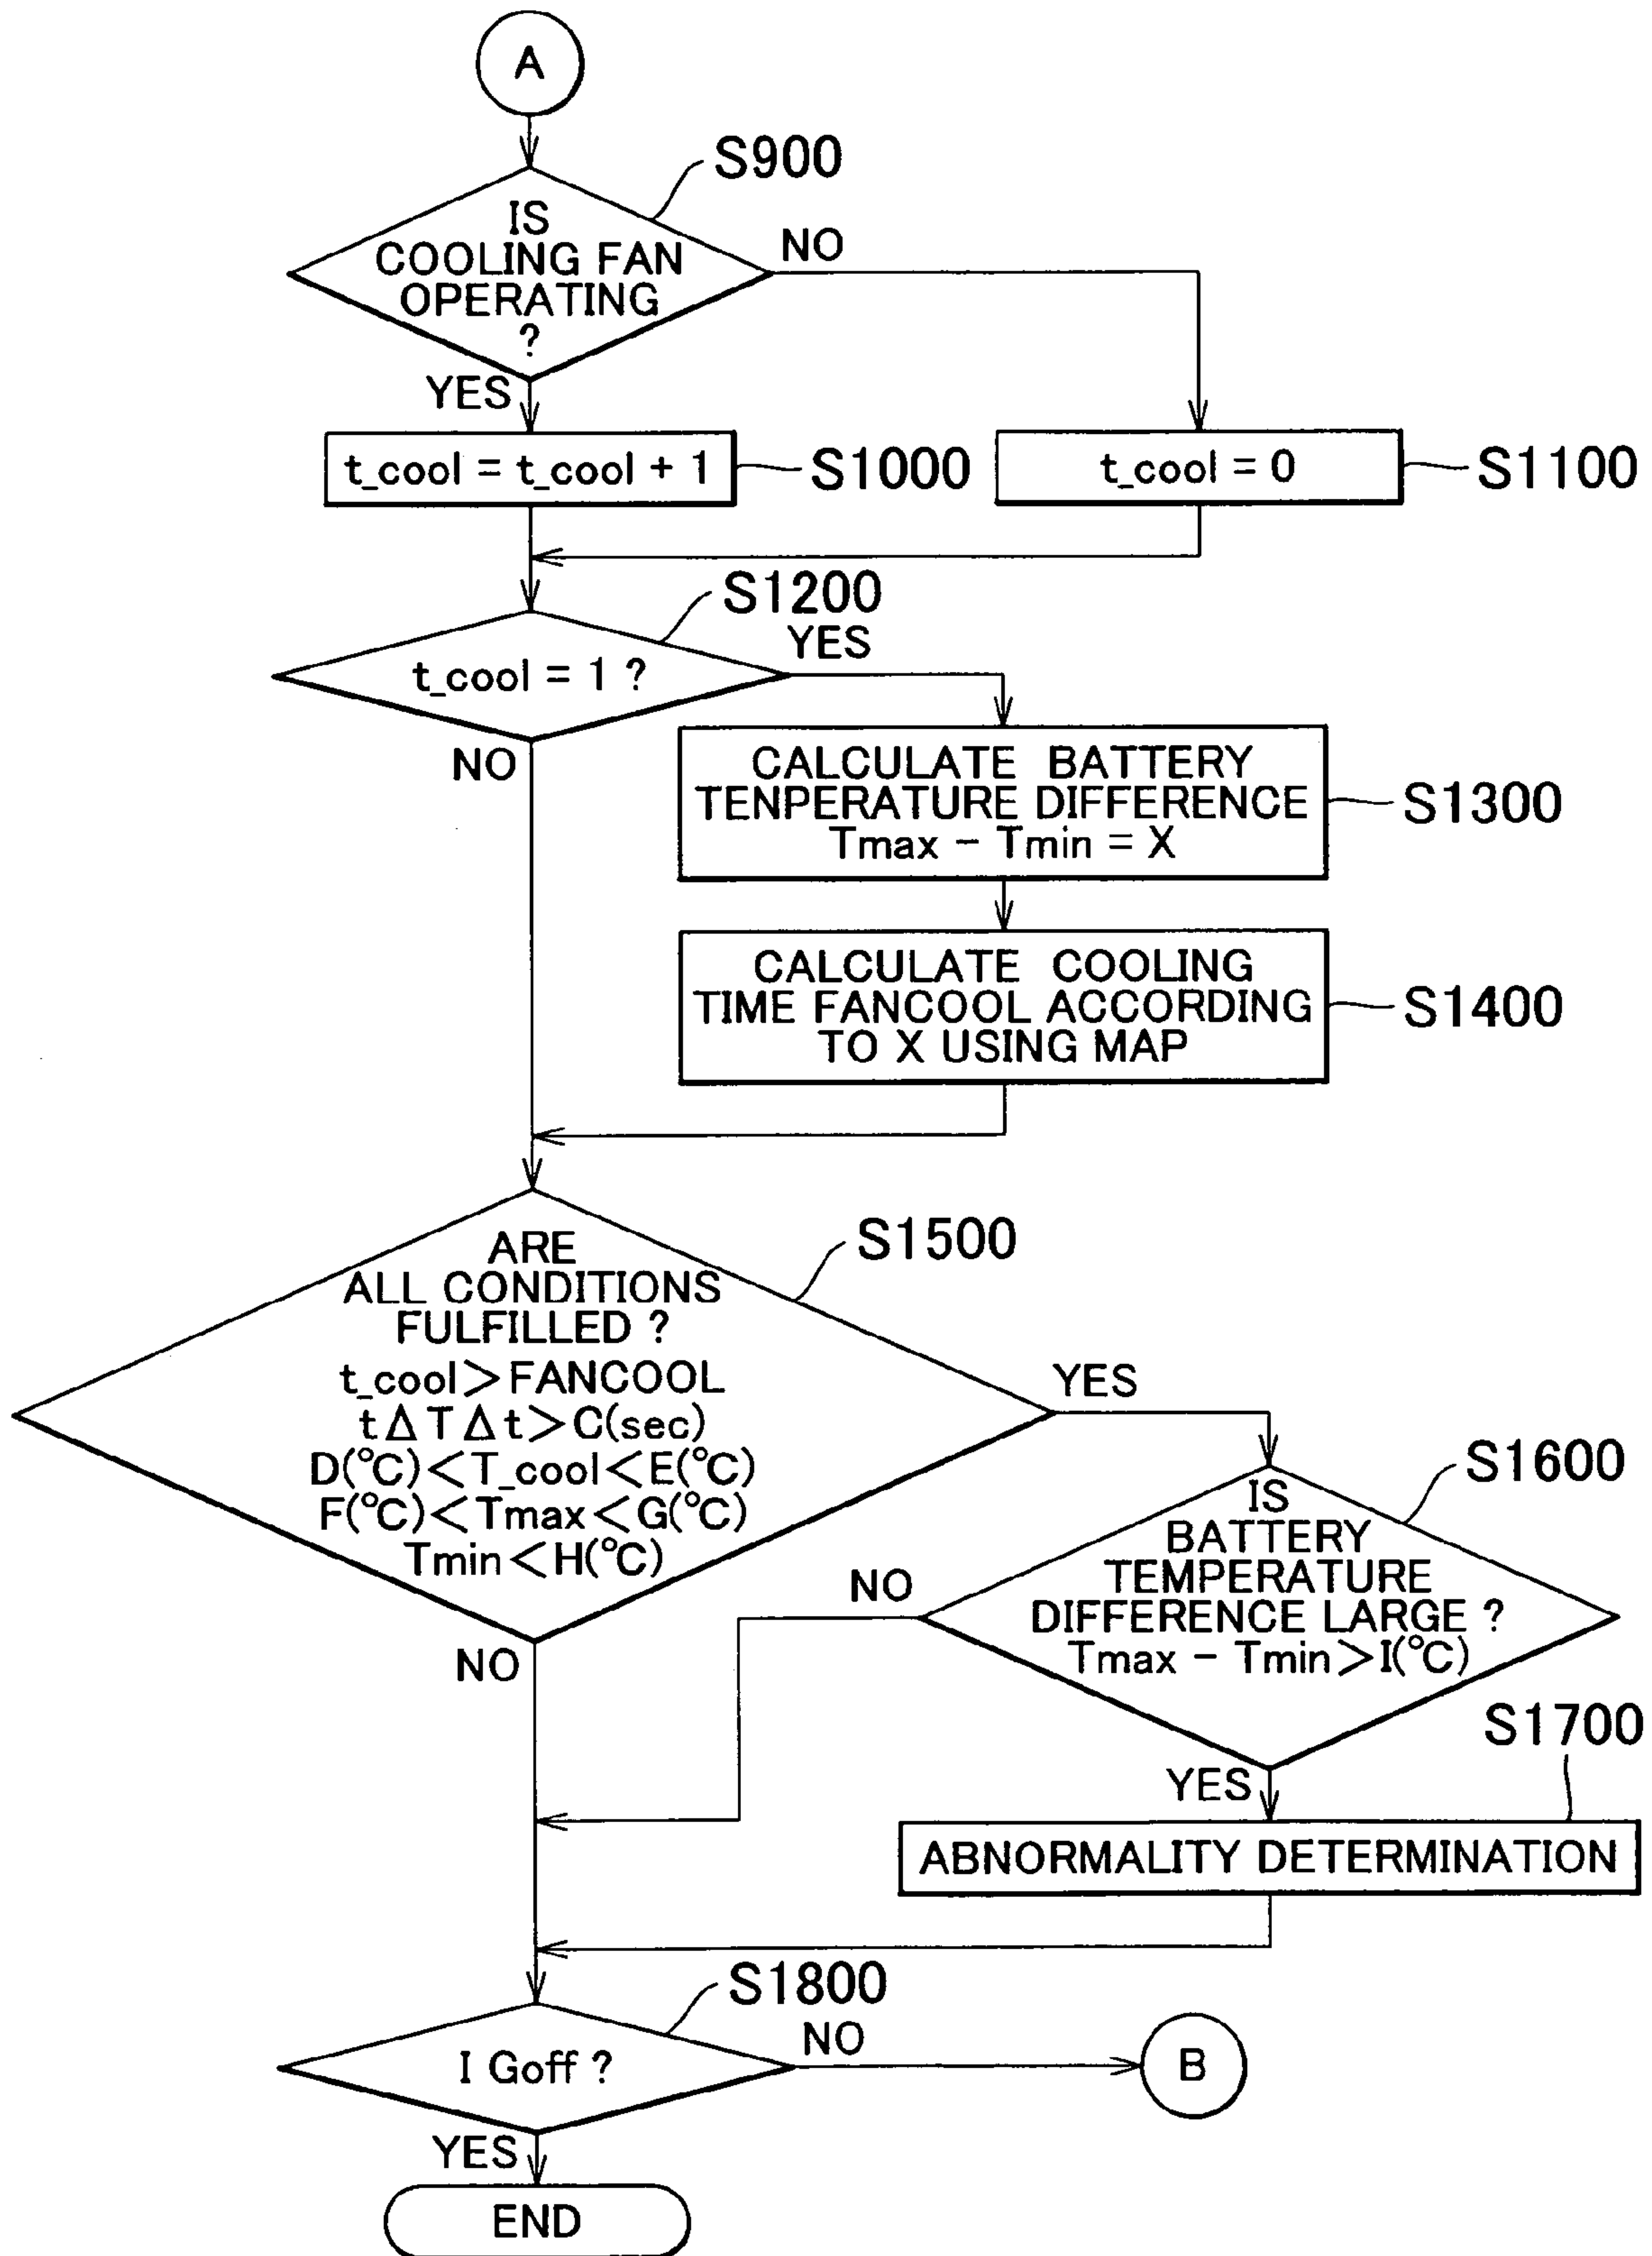 A
S900
IS
COOLING FAN
OPERATING
?
NO
YES
t_cool = t_cool + 1
S1000
t_cool = 0
S1100
S1200
t_cool = 1 ?
YES
NO
CALCULATE BATTERY
TENPERATURE DIFFERENCE
Tmax − Tmin = X
S1300
CALCULATE COOLING
TIME FANCOOL ACCORDING
TO X USING MAP
S1400
S1500
ARE
ALL CONDITIONS
FULFILLED ?
t_cool>FANCOOL
tΔTΔt>C(sec)
D(°C)<T_cool<E(°C)
F(°C)<Tmax<G(°C)
Tmin<H(°C)
YES
NO
S1600
IS
BATTERY
TEMPERATURE
DIFFERENCE LARGE ?
Tmax − Tmin>I(°C)
NO
YES
S1700
ABNORMALITY DETERMINATION
S1800
I Goff ?
NO
B
YES
END